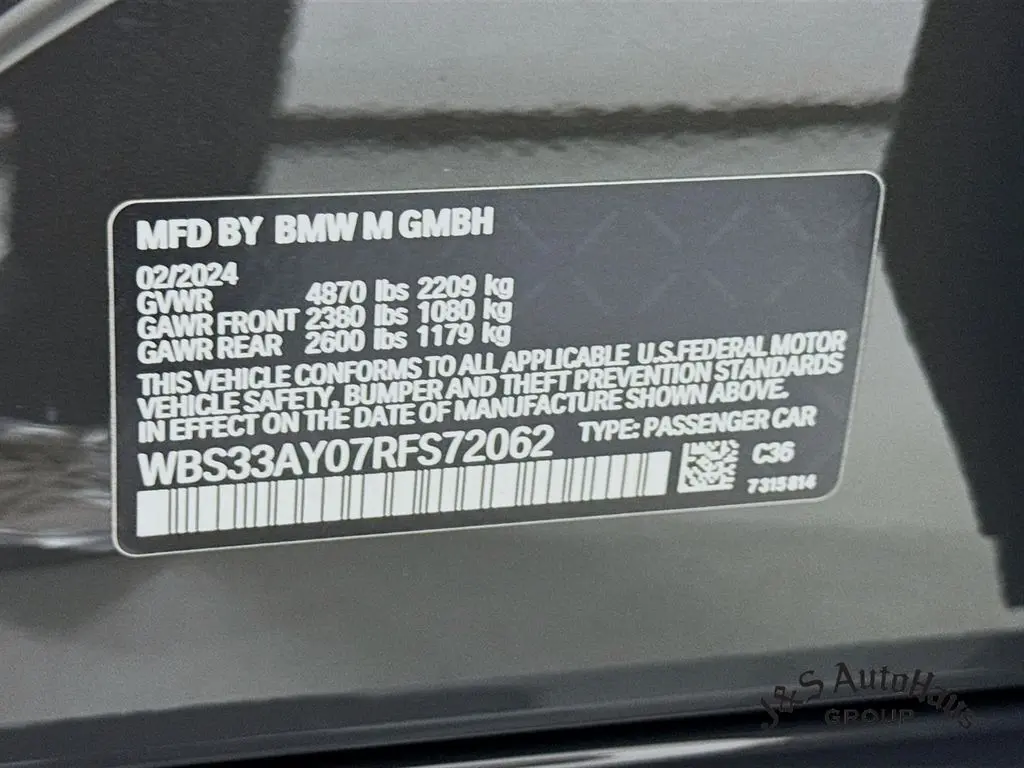 MFD BY BMW M GMBH
02/2024
GVWR 4870 lbs 2209 kg
GAWR FRONT 2380 lbs 1080 kg
GAWR REAR 2600 lbs 1179 kg
THIS VEHICLE CONFORMS TO ALL APPLICABLE U.S.FEDERAL MOTOR
VEHICLE SAFETY, BUMPER AND THEFT PREVENTION STANDARDS
IN EFFECT ON THE DATE OF MANUFACTURE SHOWN ABOVE.
WBS33AY07RFS72062 TYPE: PASSENGER CAR
C36
7315814
J&S AutoHaus
GROUP